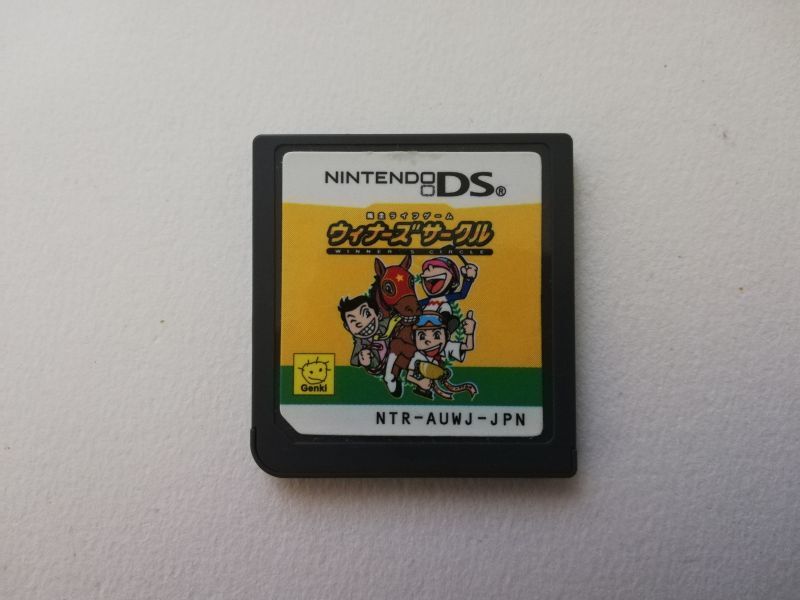 NINTENDO DS®
馬主ライフゲーム
ウィナーズサークル
WINNER'S CIRCLE
Genki
NTR-AUWJ-JPN